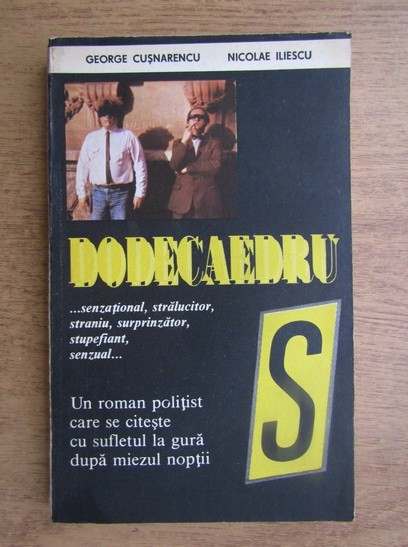 GEORGE CUȘNARENCU NICOLAE ILIESCU
DODECAEDRU
...senzațional, strălucitor,
straniu, surprinzător,
stupefiant,
senzual...
S
Un roman polițist
care se citește
cu sufletul la gură
după miezul nopții